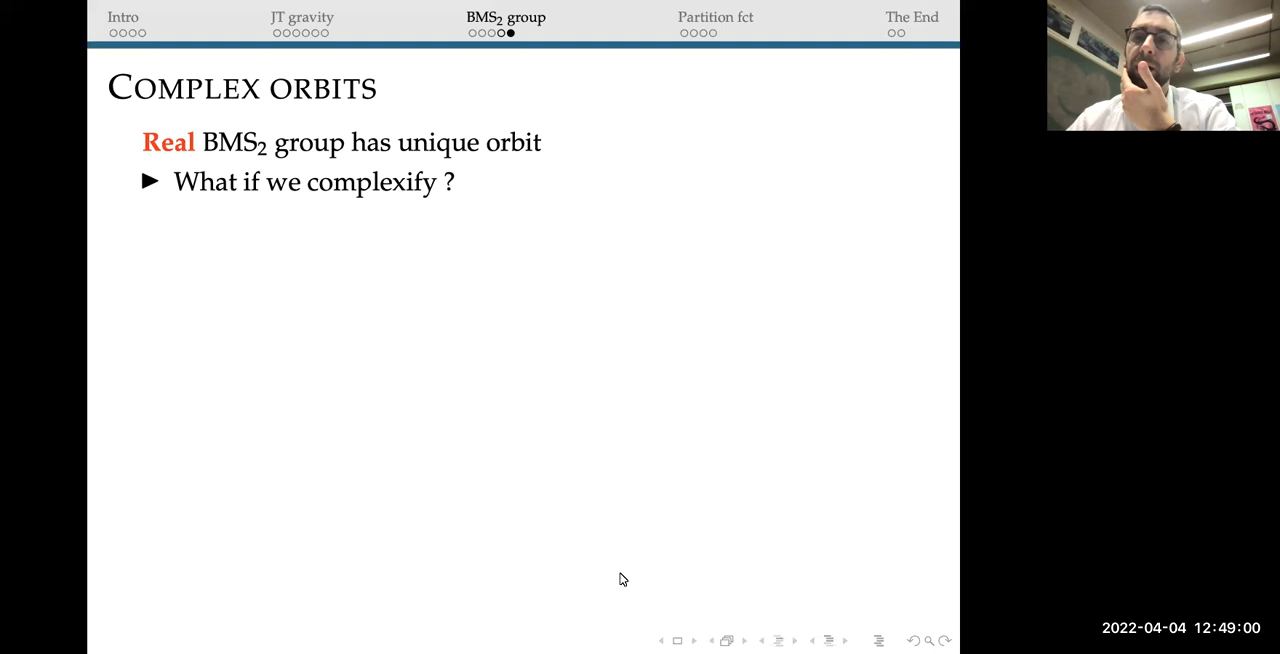 Intro JT gravity BMS₂ group Partition fct The End
COMPLEX ORBITS
Real BMS₂ group has unique orbit
What if we complexify ?
2022-04-04 12:49:00